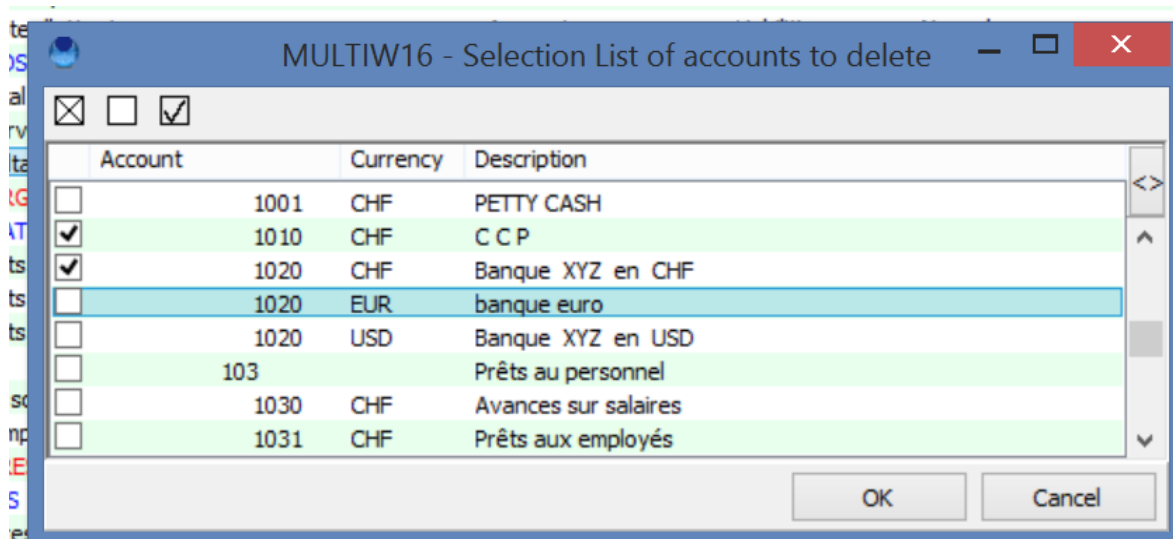 MULTIW16 - Selection List of accounts to delete
Account Currency Description
<>
1001 CHF PETTY CASH
1010 CHF C C P
1020 CHF Banque XYZ en CHF
1020 EUR banque euro
1020 USD Banque XYZ en USD
103 Prêts au personnel
1030 CHF Avances sur salaires
1031 CHF Prêts aux employés
OK Cancel